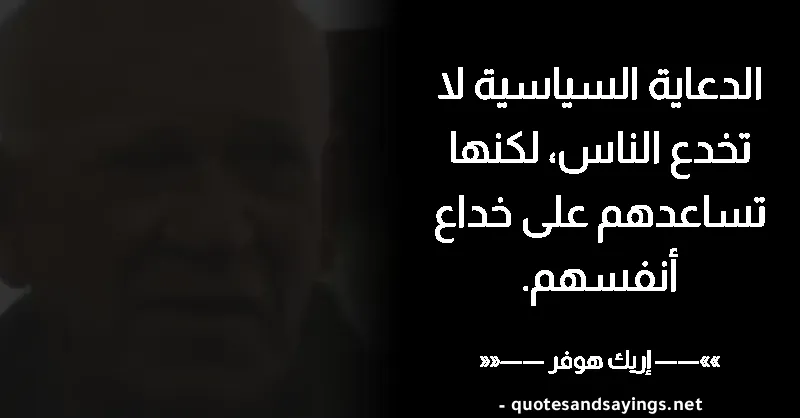 الدعاية السياسية لا
تخدع الناس، لكنها
تساعدهم على خداع
أنفسهم.
»»—— إريك هوفر ——««
- quotesandsayings.net